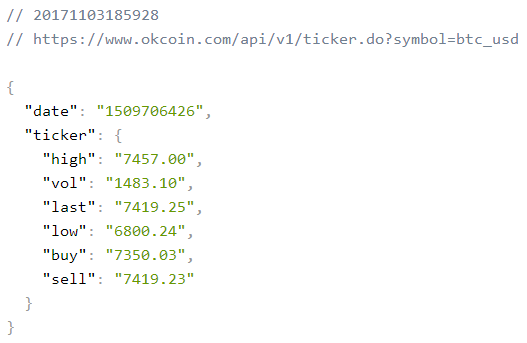 // 20171103185928
// https://www.okcoin.com/api/v1/ticker.do?symbol=btc_usd
{
  "date": "1509706426",
  "ticker": {
    "high": "7457.00",
    "vol": "1483.10",
    "last": "7419.25",
    "low": "6800.24",
    "buy": "7350.03",
    "sell": "7419.23"
  }
}